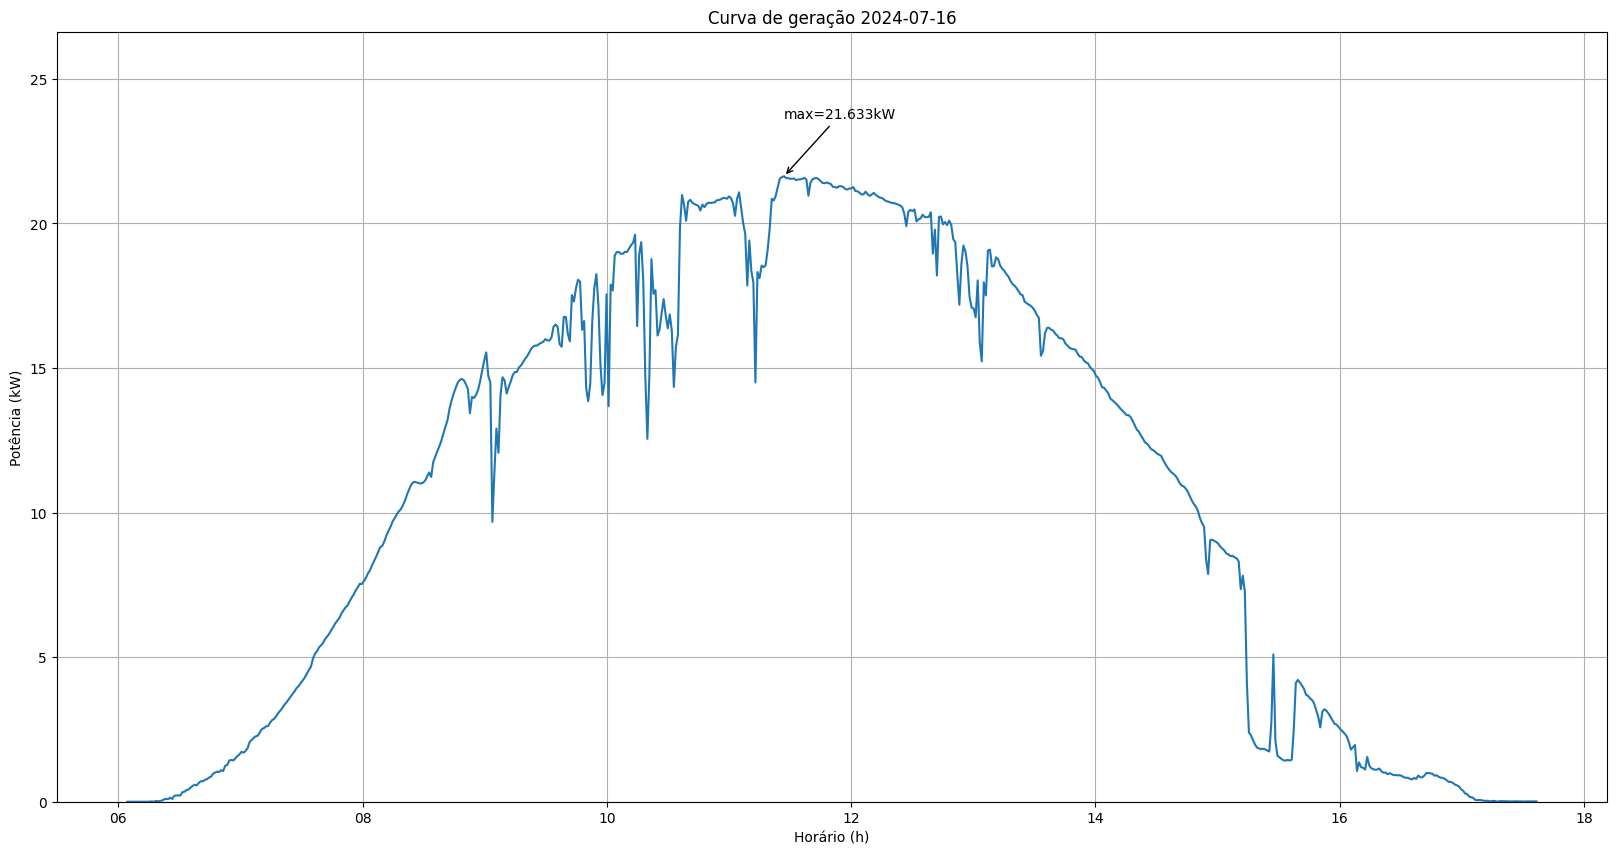 Curva de geração 2024-07-16
25
max=21.633kW
20
15
Potência (kW)
10
5
0
06 08 10 12 14 16 18
Horário (h)